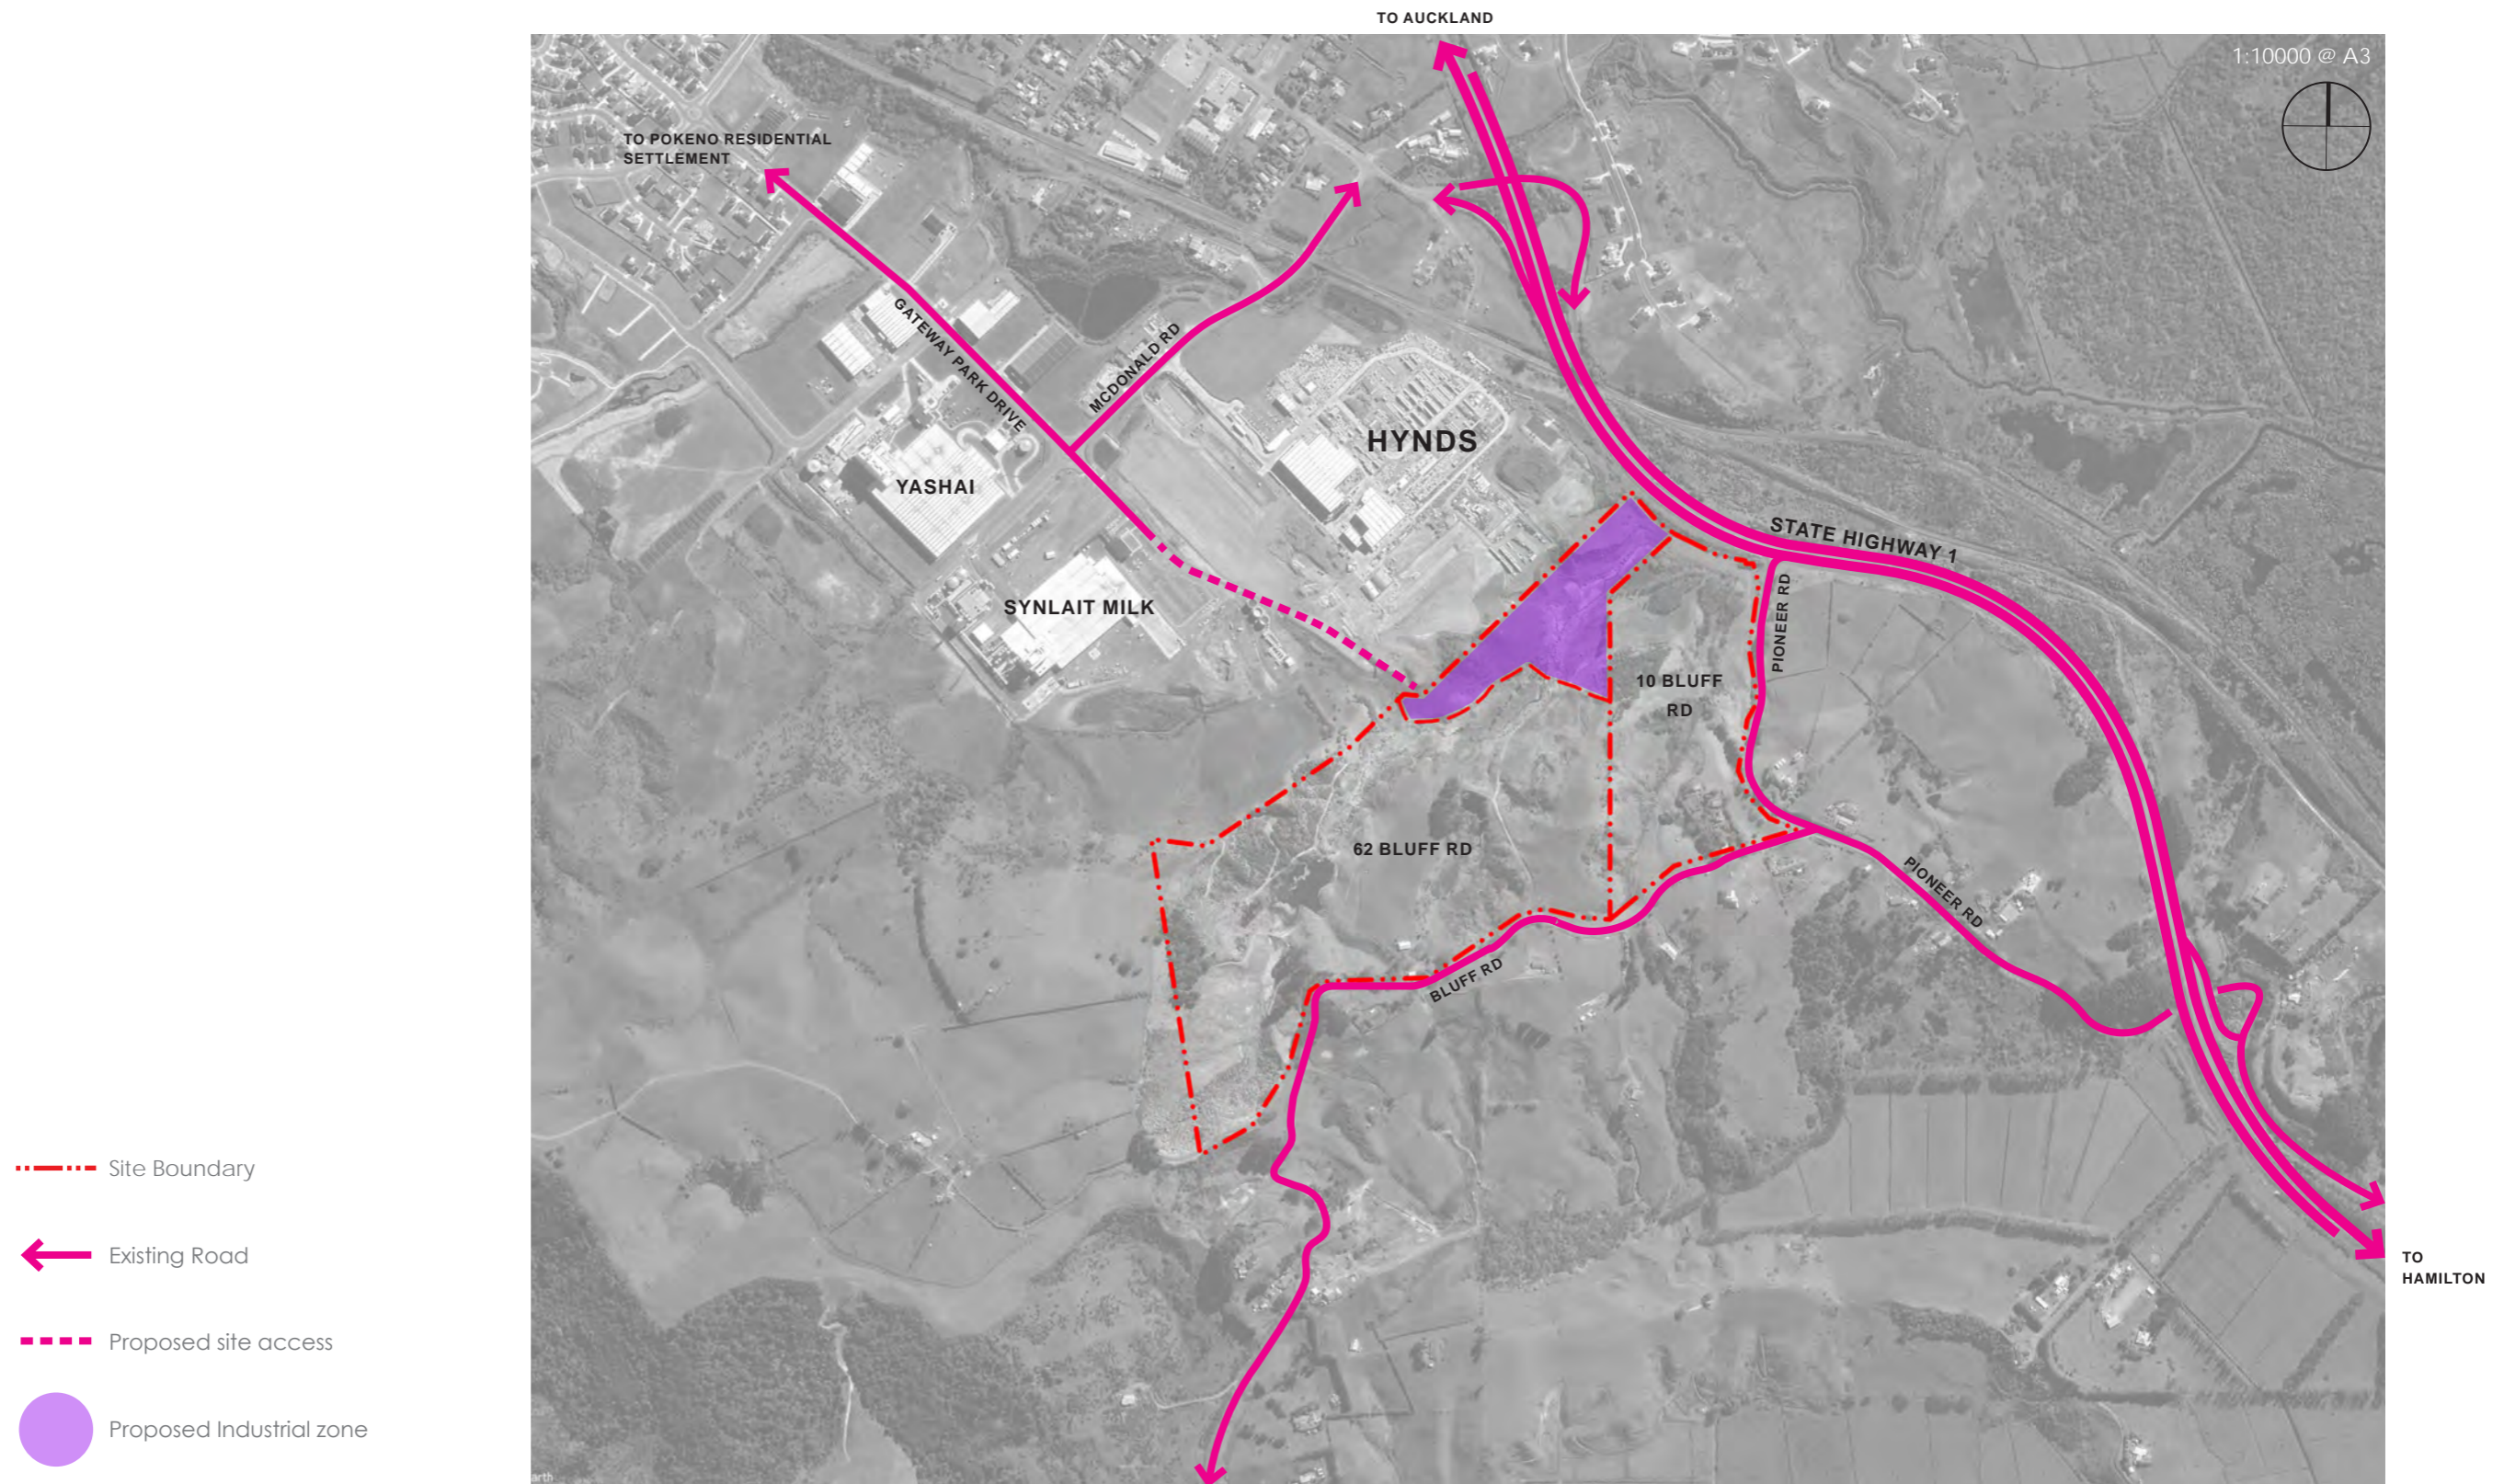 TO AUCKLAND
1:10000 @ A3
TO POKENO RESIDENTIAL
SETTLEMENT
GATEWAY PARK DRIVE
MCDONALD RD
HYNDS
YASHAI
STATE HIGHWAY 1
PIONEER RD
SYNLAIT MILK
10 BLUFF
RD
62 BLUFF RD
PIONEER RD
BLUFF RD
Site Boundary
Existing Road
TO
HAMILTON
Proposed site access
Proposed Industrial zone
arth